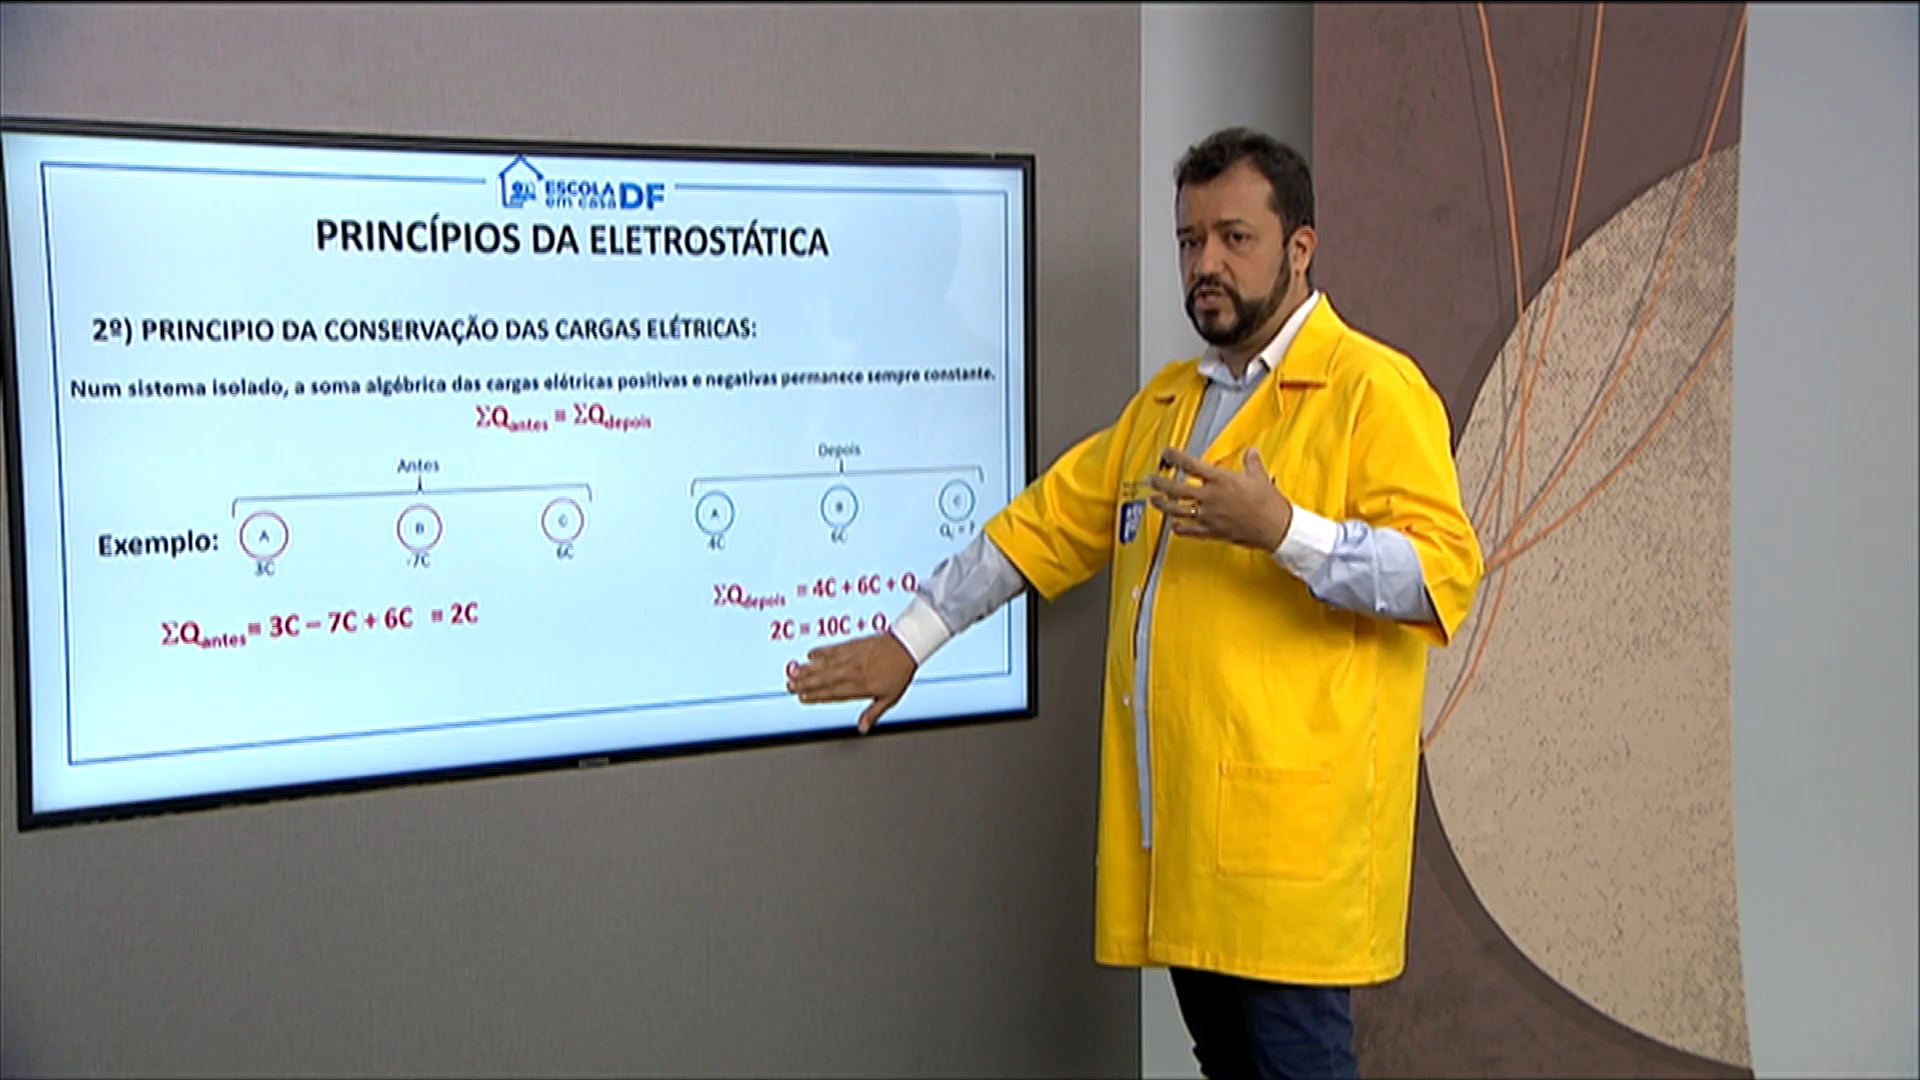 ESCOLA
em casa DF
PRINCÍPIOS DA ELETROSTÁTICA
2º) PRINCIPIO DA CONSERVAÇÃO DAS CARGAS ELÉTRICAS:
Num sistema isolado, a soma algébrica das cargas elétricas positivas e negativas permanece sempre constante.
ΣQantes = ΣQdepois
Antes
Depois
Exemplo:
A B C
3C -7C 6C
A B C
4C 6C Q = ?
ΣQantes = 3C – 7C + 6C = 2C
ΣQdepois = 4C + 6C + Q
2C = 10C + Q